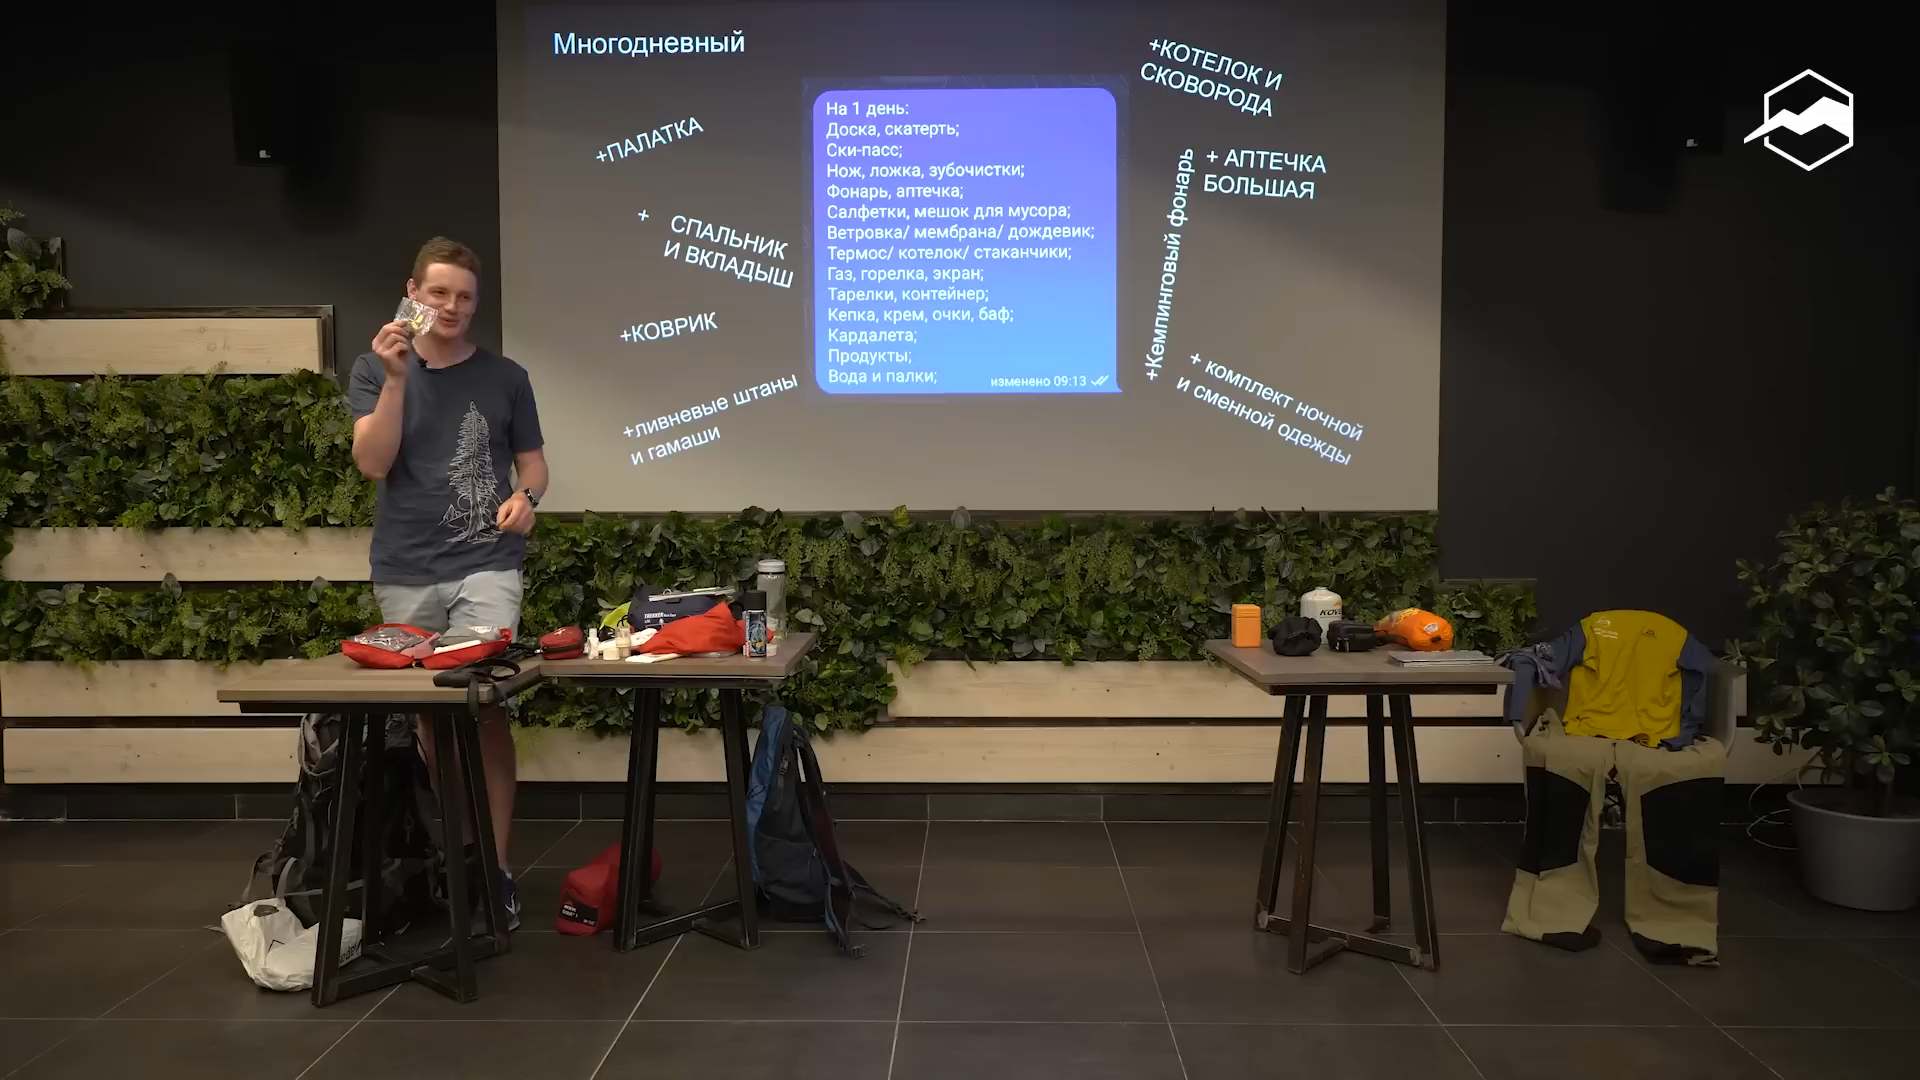 Многодневный
+ПАЛАТКА
+ СПАЛЬНИК
И ВКЛАДЫШ
+КОВРИК
+ливневые штаны
и гамаши
На 1 день:
Доска, скатерть;
Ски-пасс;
Нож, ложка, зубочистки;
Фонарь, аптечка;
Салфетки, мешок для мусора;
Ветровка/ мембрана/ дождевик;
Термос/ котелок/ стаканчики;
Газ, горелка, экран;
Тарелки, контейнер;
Кепка, крем, очки, баф;
Кардалета;
Продукты;
Вода и палки;
изменено 09:13
+КОТЕЛОК И
СКОВОРОДА
+ АПТЕЧКА
БОЛЬШАЯ
+Кемпинговый фонарь
+ комплект ночной
и сменной одежды